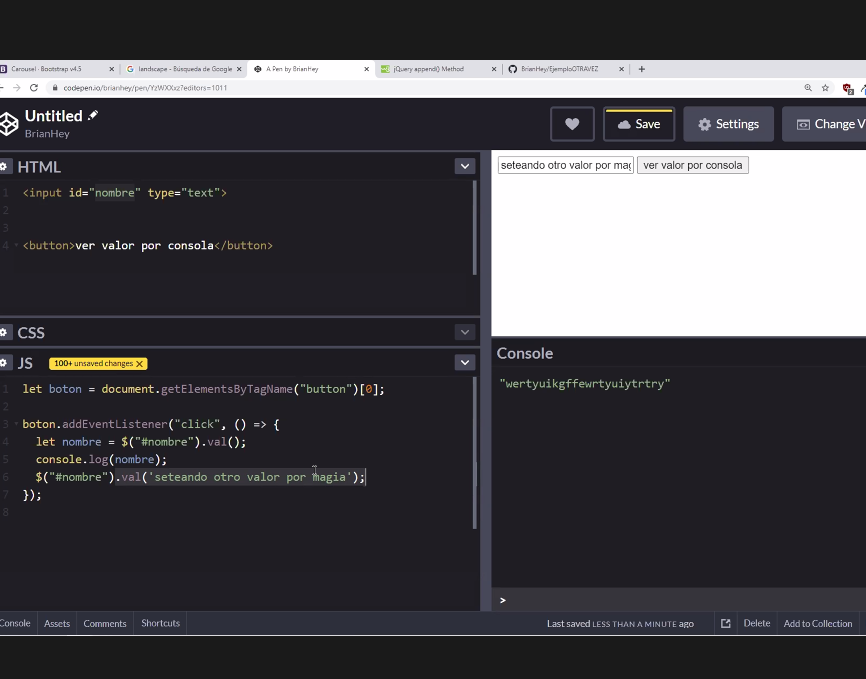 Carousel · Bootstrap v4.5
landscape - Búsqueda de Google
A Pen by BrianHey
jQuery append() Method
BrianHey/EjemploOTRAVEZ
codepen.io/brianhey/pen/YzWXXxz?editors=1011
Untitled
BrianHey
Save
Settings
Change V
HTML
1 <input id="nombre" type="text">
2
3
4 <button>ver valor por consola</button>
CSS
JS 100+ unsaved changes X
1 let boton = document.getElementsByTagName("button")[0];
2
3 boton.addEventListener("click", () => {
4 let nombre = $("#nombre").val();
5 console.log(nombre);
6 $("#nombre").val('seteando otro valor por magia');
7 });
8
seteando otro valor por mag
ver valor por consola
Console
"wertyuikgffewrtyuiytrtry"
>
Console Assets Comments Shortcuts
Last saved LESS THAN A MINUTE ago
Delete
Add to Collection